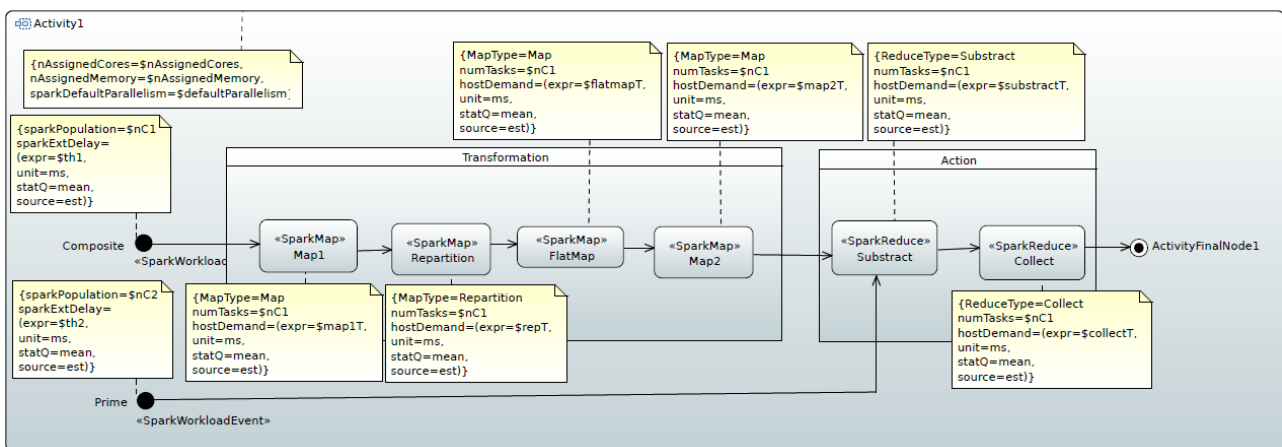 Activity1
{nAssignedCores=$nAssignedCores,
nAssignedMemory=$nAssignedMemory,
sparkDefaultParallelism=$defaultParallelism}
{MapType=Map
numTasks=$nC1
hostDemand=(expr=$flatmapT,
unit=ms,
statQ=mean,
source=est)}
{MapType=Map
numTasks=$nC1
hostDemand=(expr=$map2T,
unit=ms,
statQ=mean,
source=est)}
{ReduceType=Substract
numTasks=$nC1
hostDemand=(expr=$substractT,
unit=ms,
statQ=mean,
source=est)}
{sparkPopulation=$nC1
sparkExtDelay=
(expr=$th1,
unit=ms,
statQ=mean,
source=est)}
Transformation
Action
Composite
«SparkWorkload
«SparkMap»
Map1
«SparkMap»
Repartition
«SparkMap»
FlatMap
«SparkMap»
Map2
«SparkReduce»
Substract
«SparkReduce»
Collect
ActivityFinalNode1
{sparkPopulation=$nC2
sparkExtDelay=
(expr=$th2,
unit=ms,
statQ=mean,
source=est)}
{MapType=Map
numTasks=$nC1
hostDemand=(expr=$map1T,
unit=ms,
statQ=mean,
source=est)}
{MapType=Repartition
numTasks=$nC1
hostDemand=(expr=$repT,
unit=ms,
statQ=mean,
source=est)}
{ReduceType=Collect
numTasks=$nC1
hostDemand=(expr=$collectT,
unit=ms,
statQ=mean,
source=est)}
Prime
«SparkWorkloadEvent»